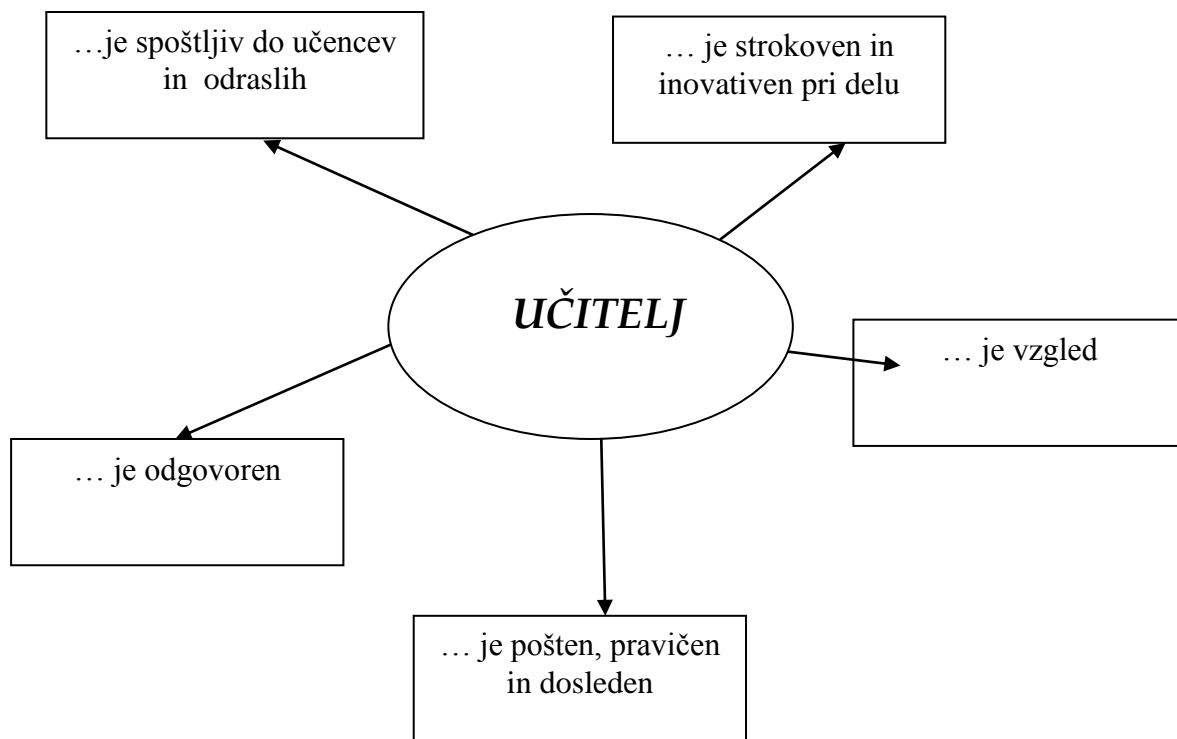 …je spoštljiv do učencev
in  odraslih
… je strokoven in
inovativen pri delu
UČITELJ
… je vzgled
… je odgovoren
… je pošten, pravičen
in dosleden